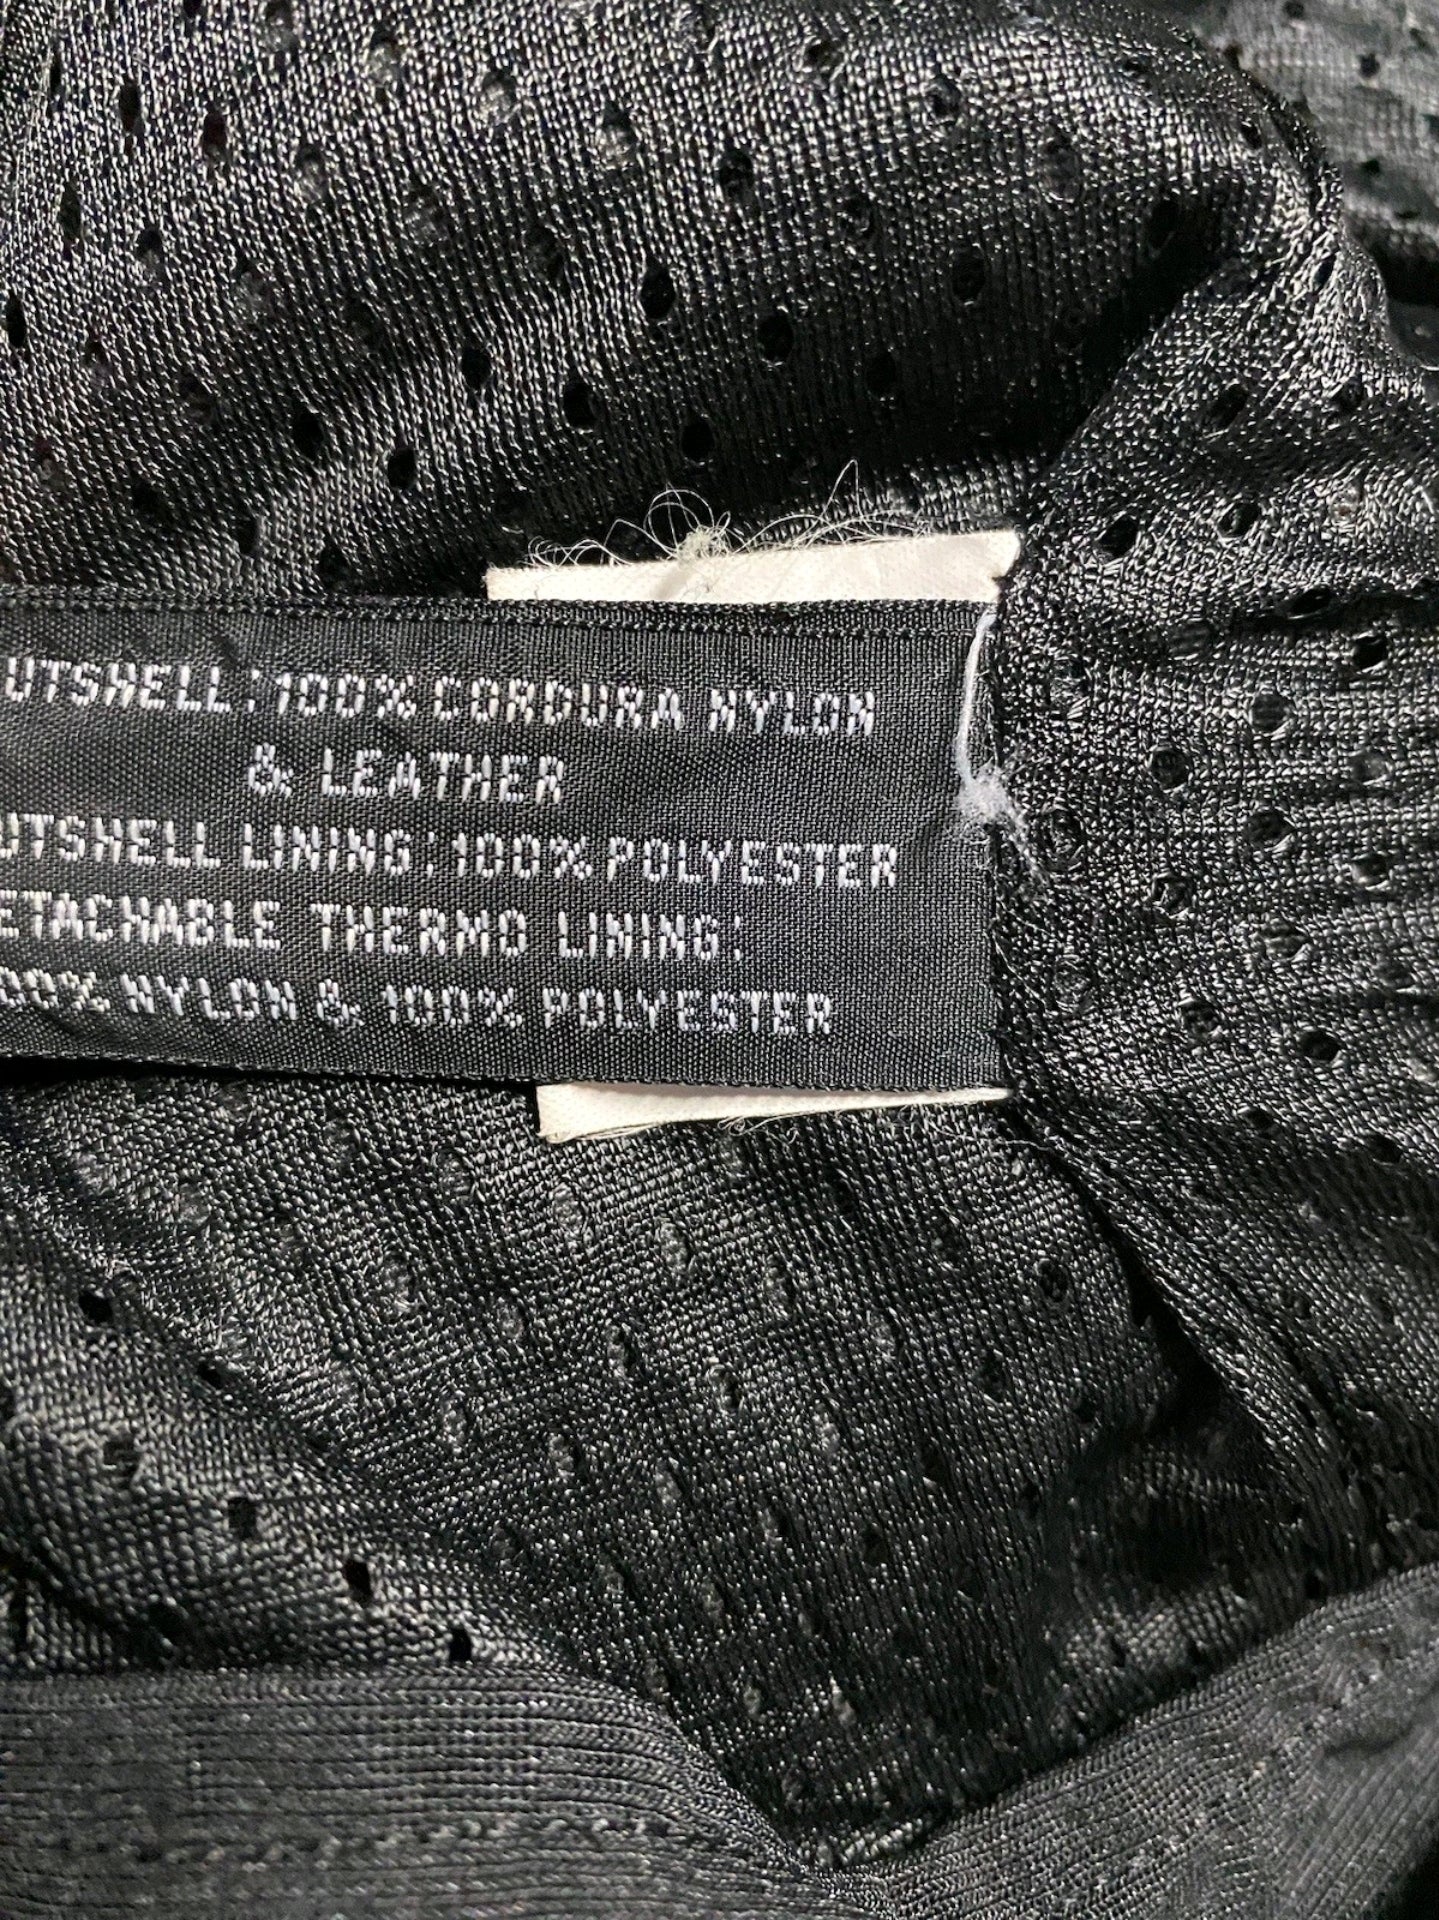 UTSHELL:100% CORDURA NYLON
& LEATHER
UTSHELL LINING:100% POLYESTER
ETACHABLE THERMO LINING:
00% NYLON & 100% POLYESTER